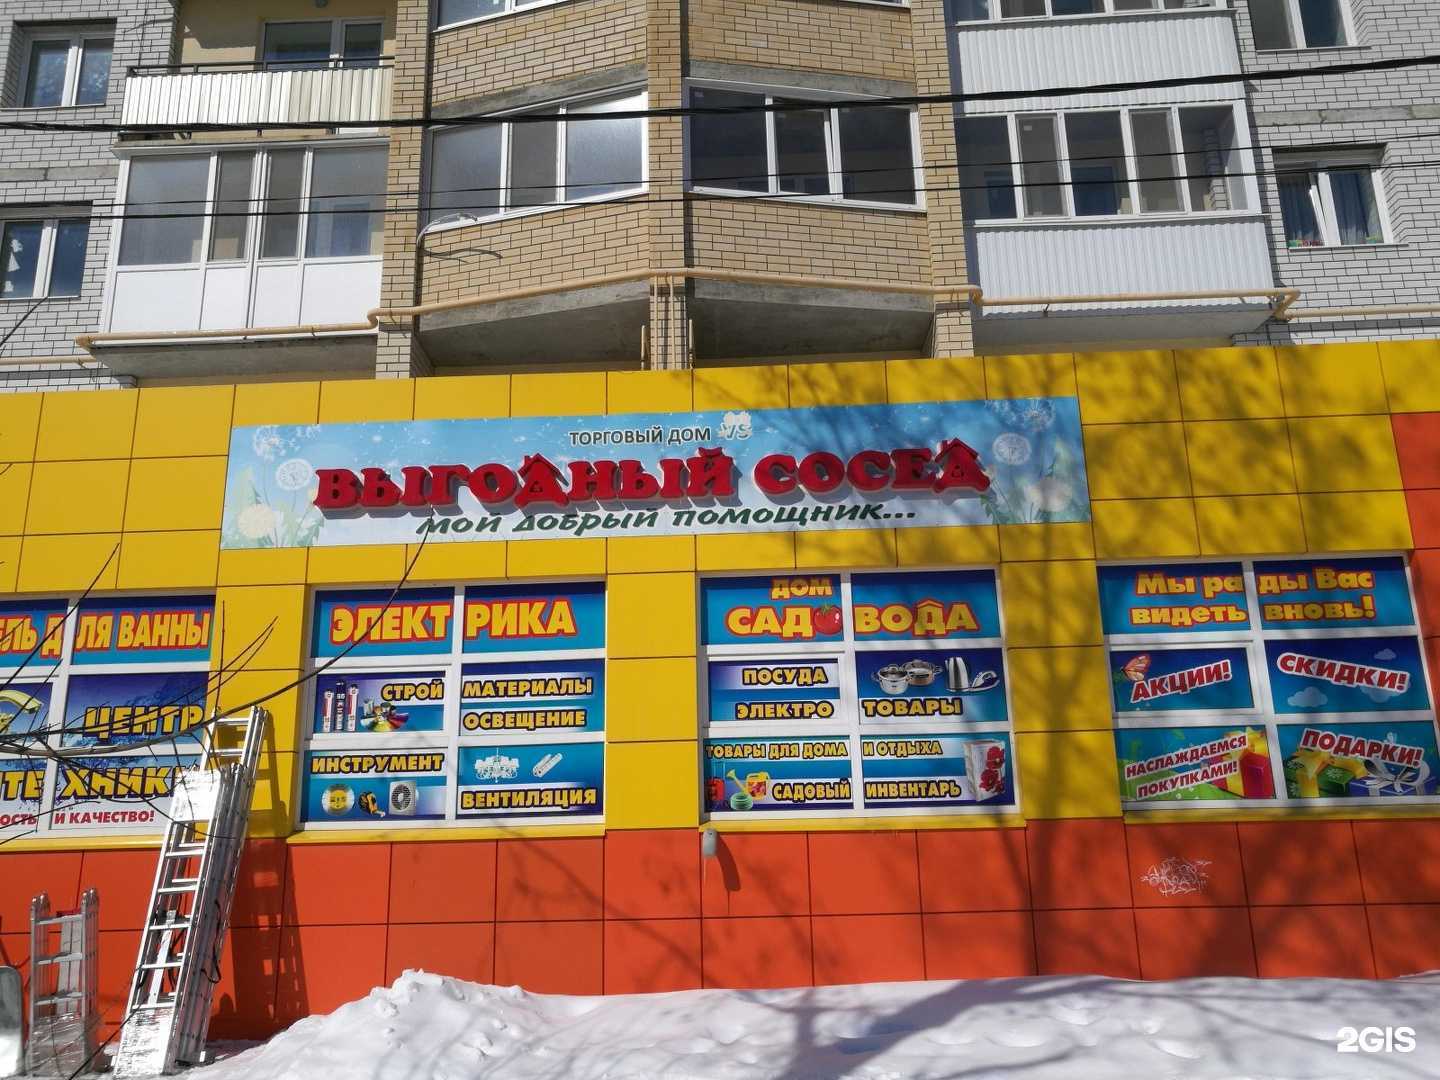 ТОРГОВЫЙ ДОМ VS
ВЫГОДНЫЙ СОСЕД
мой добрый помощник...
ДЛЯ ВАННЫ
ЦЕНТР
И КАЧЕСТВО!
ЭЛЕКТРИКА
СТРОЙ МАТЕРИАЛЫ
ОСВЕЩЕНИЕ
ИНСТРУМЕНТ
ВЕНТИЛЯЦИЯ
ДОМ
САДОВОДА
ПОСУДА
ЭЛЕКТРО ТОВАРЫ
ТОВАРЫ ДЛЯ ДОМА И ОТДЫХА
САДОВЫЙ ИНВЕНТАРЬ
Мы рады Вас
видеть вновь!
АКЦИИ!
СКИДКИ!
НАСЛАЖДАЕМСЯ
ПОКУПКАМИ!
ПОДАРКИ!
2GIS